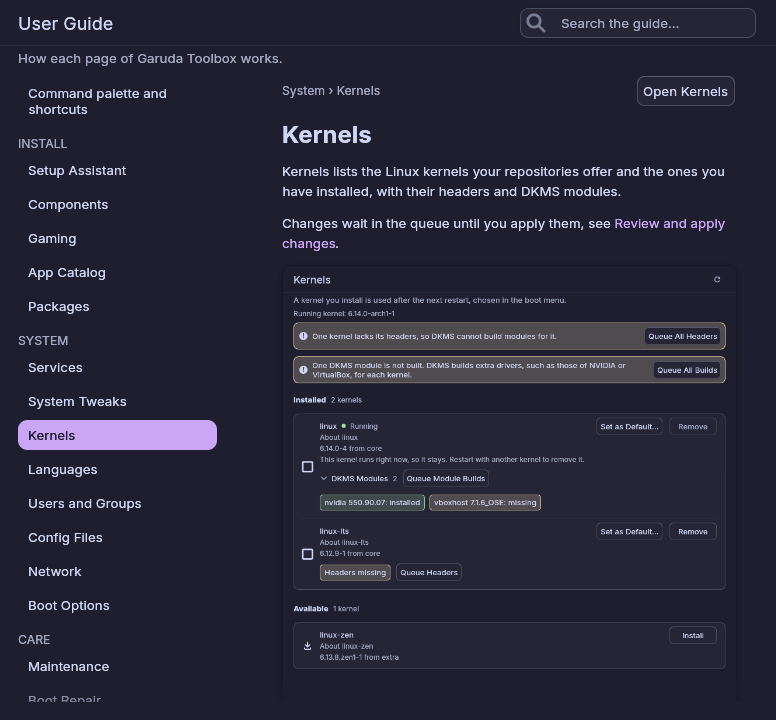 User Guide
Search the guide...
How each page of Garuda Toolbox works.
Command palette and
shortcuts
INSTALL
Setup Assistant
Components
Gaming
App Catalog
Packages
SYSTEM
Services
System Tweaks
Kernels
Languages
Users and Groups
Config Files
Network
Boot Options
CARE
Maintenance
Boot Repair
System › Kernels
Open Kernels
Kernels
Kernels lists the Linux kernels your repositories offer and the ones you
have installed, with their headers and DKMS modules.
Changes wait in the queue until you apply them, see Review and apply
changes.
Kernels
A kernel you install is used after the next restart, chosen in the boot menu.
Running kernel: 6.14.0-arch1-1
One kernel lacks its headers, so DKMS cannot build modules for it.
Queue All Headers
One DKMS module is not built. DKMS builds extra drivers, such as those of NVIDIA or
VirtualBox, for each kernel.
Queue All Builds
Installed 2 kernels
linux Running
Set as Default... Remove
About linux
6.14.0-4 from core
This kernel runs right now, so it stays. Restart with another kernel to remove it.
DKMS Modules 2 Queue Module Builds
nvidia 550.90.07: installed vboxhost 7.1.6_OSE: missing
linux-lts
Set as Default... Remove
About linux-lts
6.12.9-1 from core
Headers missing Queue Headers
Available 1 kernel
linux-zen
Install
About linux-zen
6.13.8.zen1-1 from extra